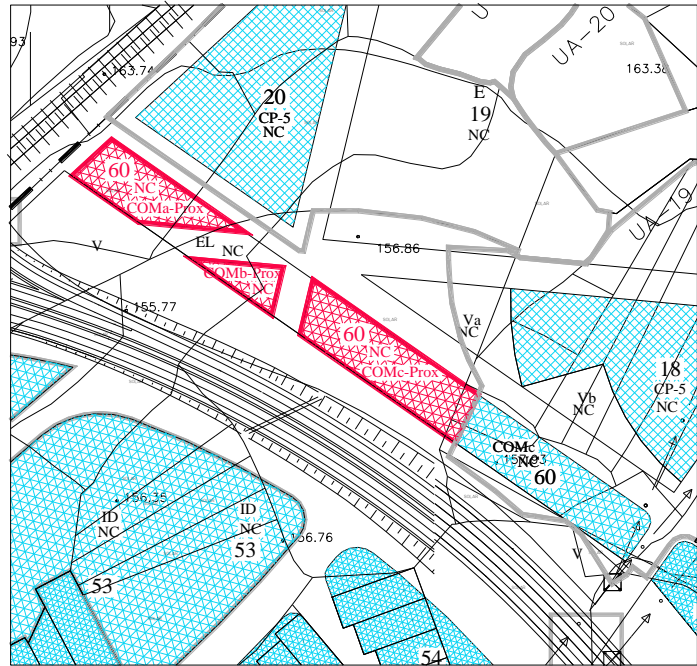 UA-20
93
163.74
163.38
E
19
NC
20
CP-5
NC
60
NC
COMa-Prox
UA-19
EL
NC
V
156.86
COMb-Prox
NC
155.77
Va
NC
60
NC
COMc-Prox
18
CP-5
NC
Vb
NC
COMc
NC
60
156,35
ID
NC
ID
NC
53
156.76
V
53
54